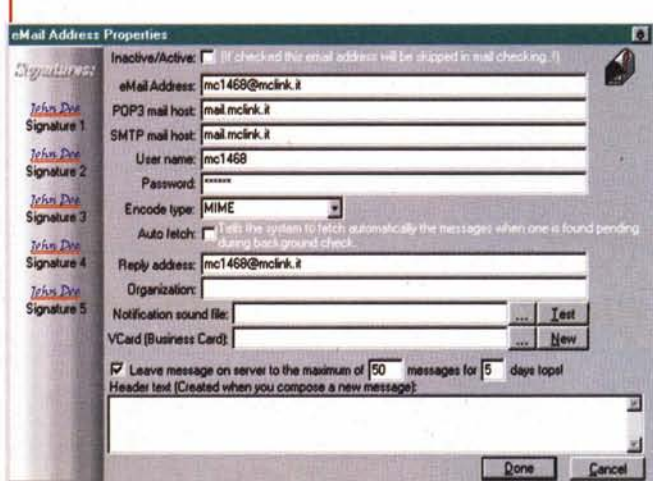 eMail Address Properties
Signatures:
John Doe
Signature 1
John Doe
Signature 2
John Doe
Signature 3
John Doe
Signature 4
John Doe
Signature 5
Inactive/Active: (If checked this email address will be skipped in mail checking.!)
eMail Address: mc1468@mclink.it
POP3 mail host: mail.mclink.it
SMTP mail host: mail.mclink.it
User name: mc1468
Password: ******
Encode type: MIME
Auto fetch: Tells the system to fetch automatically the messages when one is found pending
during background check.
Reply address: mc1468@mclink.it
Organization:
Notification sound file: ... Test
VCard (Business Card): ... New
Leave message on server to the maximum of 50 messages for 5 days tops!
Header text (Created when you compose a new message):
Done Cancel